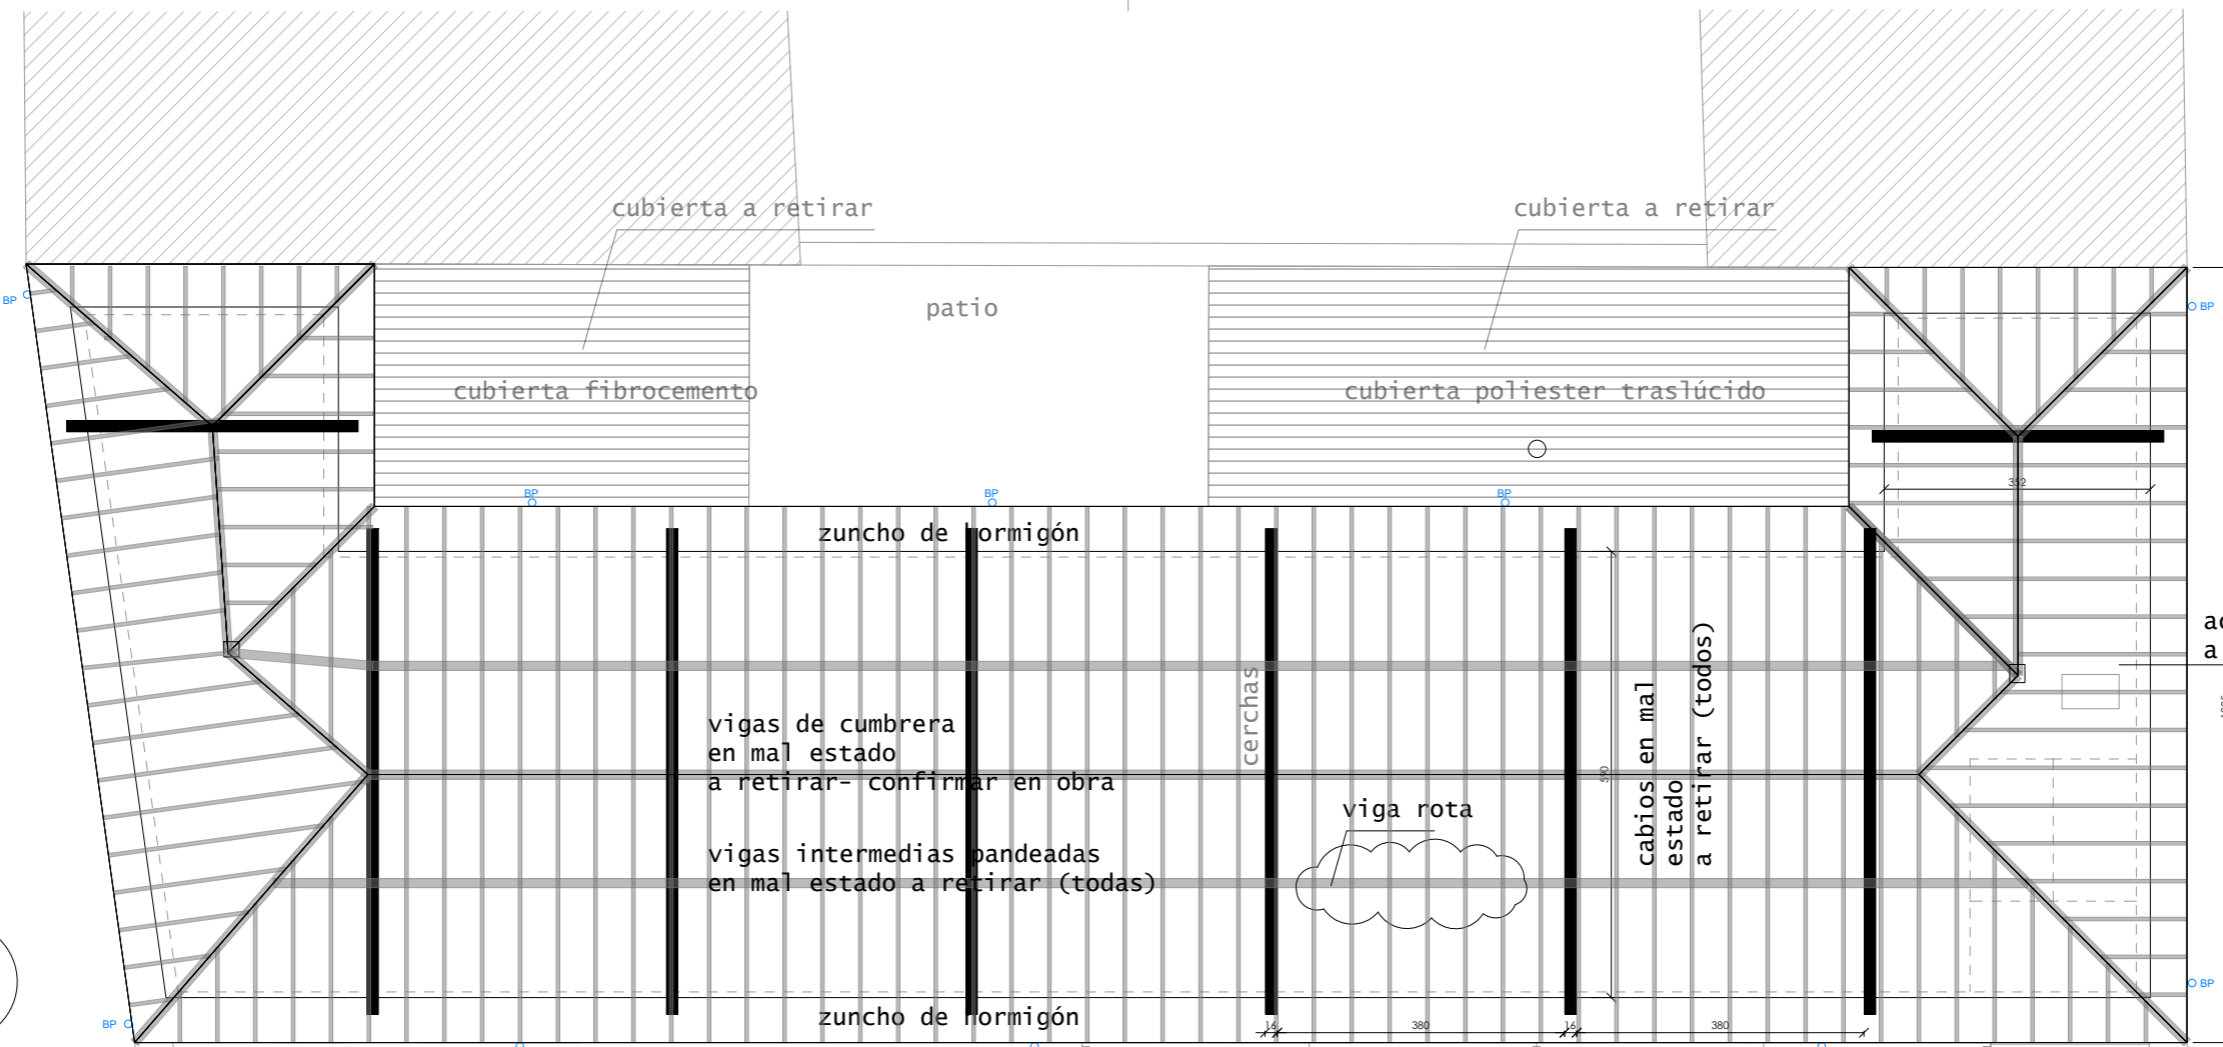 cubierta a retirar
cubierta a retirar
BP
BP
patio
cubierta fibrocemento
cubierta poliester traslúcido
352
BP
BP
BP
zuncho de hormigón
cerchas
590
cabios en mal
estado
a retirar (todos)
vigas de cumbrera
en mal estado
a retirar- confirmar en obra
viga rota
vigas intermedias pandeadas
en mal estado a retirar (todas)
BP
BP
zuncho de hormigón
16
380
16
380
a